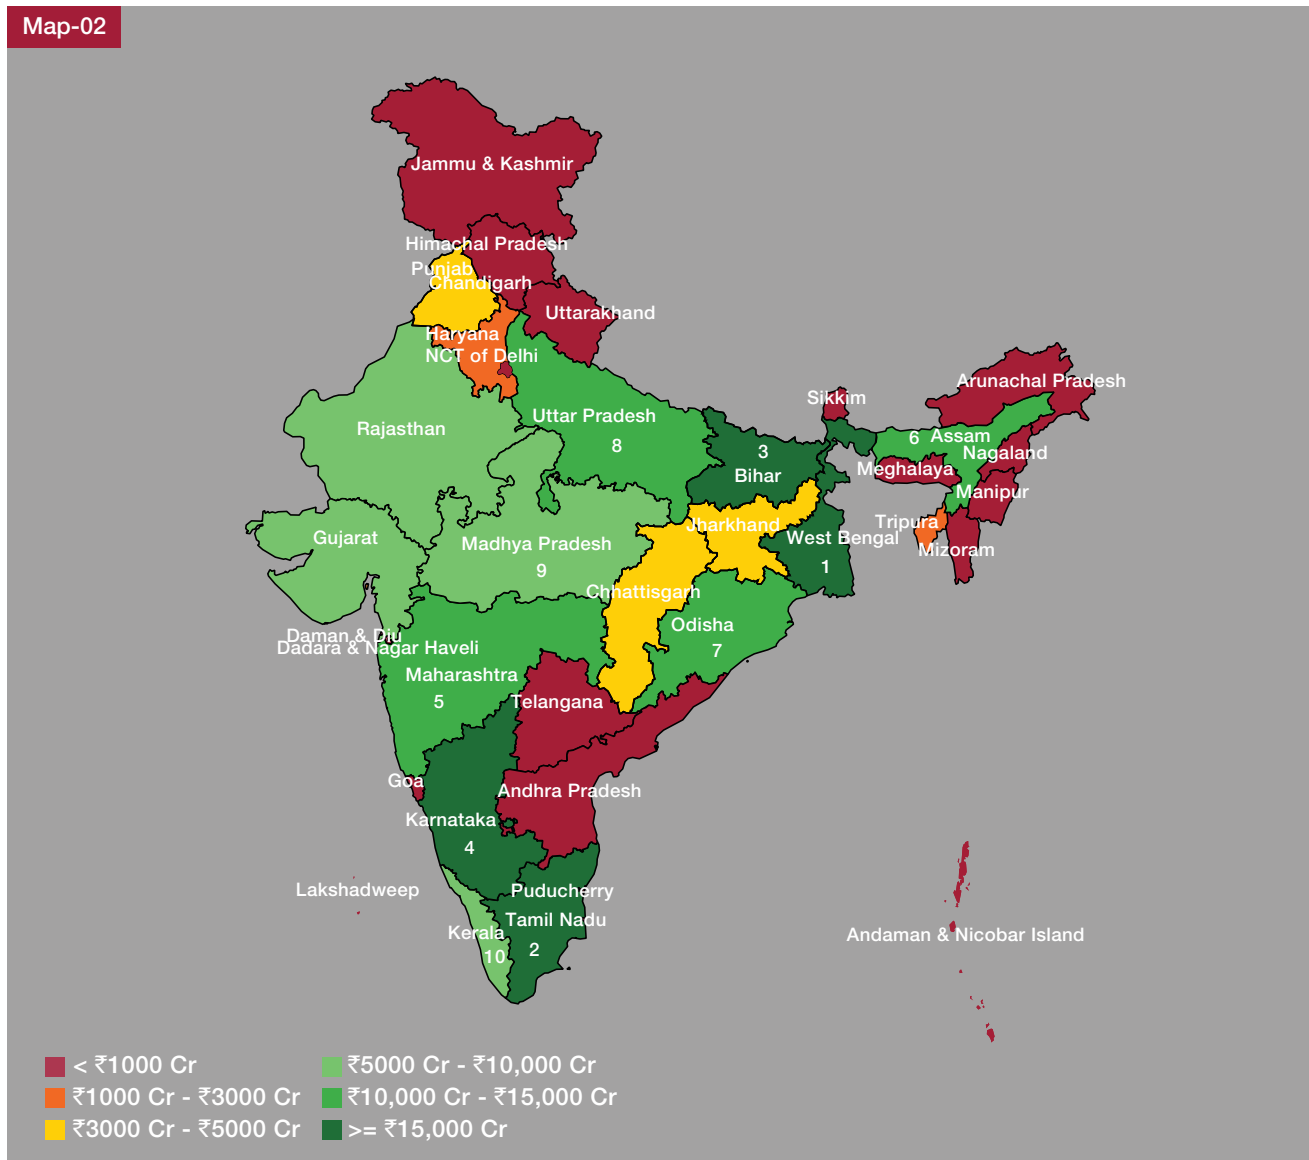 Map-02
Jammu & Kashmir
Himachal Pradesh
Punjab
Chandigarh
Uttarakhand
Haryana
NCT of Delhi
Arunachal Pradesh
Sikkim
Uttar Pradesh
8
Rajasthan
6 Assam
3
Bihar
Nagaland
Meghalaya
Manipur
Jharkhand
Tripura
Gujarat
West Bengal
1
Madhya Pradesh
9
Mizoram
Chhattisgarh
Odisha
7
Daman & Diu
Dadara & Nagar Haveli
Maharashtra
5
Telangana
Goa
Andhra Pradesh
Karnataka
4
Lakshadweep
Puducherry
Tamil Nadu
2
Kerala
10
Andaman & Nicobar Island
< ₹1000 Cr
₹1000 Cr - ₹3000 Cr
₹3000 Cr - ₹5000 Cr
₹5000 Cr - ₹10,000 Cr
₹10,000 Cr - ₹15,000 Cr
>= ₹15,000 Cr